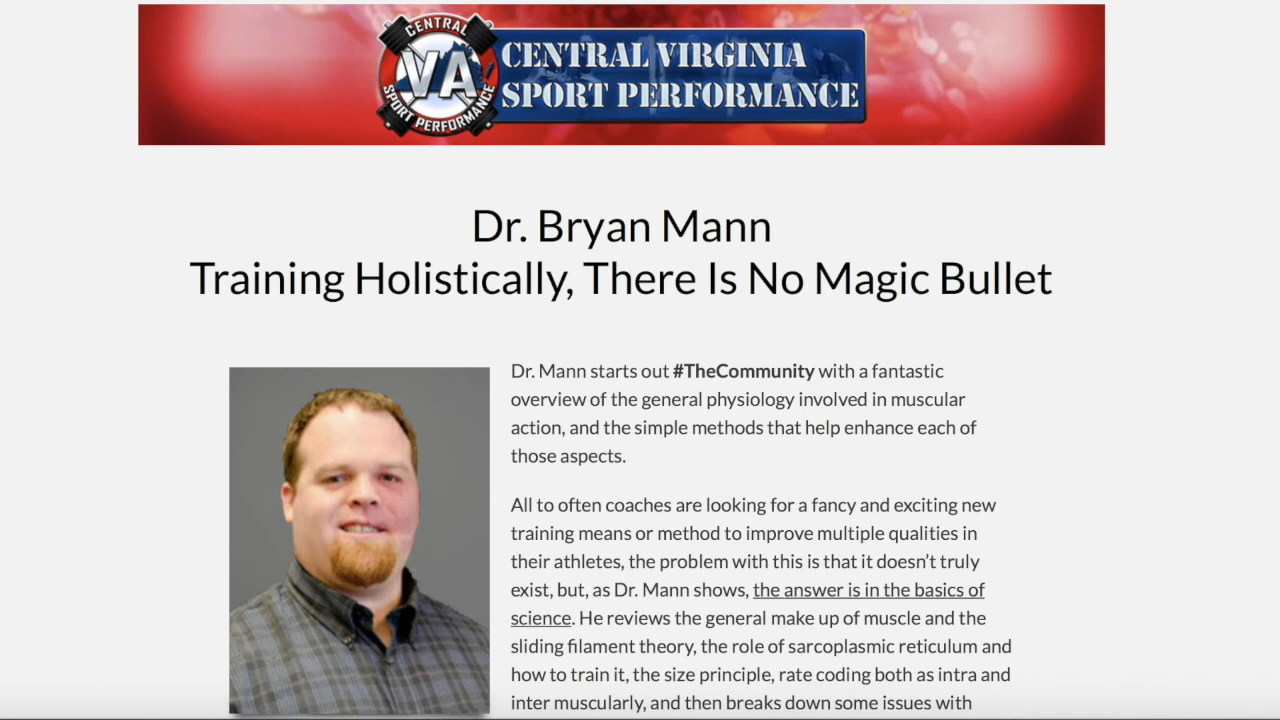 CENTRAL
VA
SPORT PERFORMANCE
CENTRAL VIRGINIA
SPORT PERFORMANCE
Dr. Bryan Mann
Training Holistically, There Is No Magic Bullet
Dr. Mann starts out #TheCommunity with a fantastic
overview of the general physiology involved in muscular
action, and the simple methods that help enhance each of
those aspects.
All to often coaches are looking for a fancy and exciting new
training means or method to improve multiple qualities in
their athletes, the problem with this is that it doesn’t truly
exist, but, as Dr. Mann shows, the answer is in the basics of
science. He reviews the general make up of muscle and the
sliding filament theory, the role of sarcoplasmic reticulum and
how to train it, the size principle, rate coding both as intra and
inter muscularly, and then breaks down some issues with